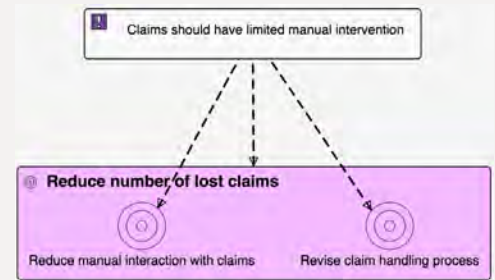 Claims should have limited manual intervention
Reduce number of lost claims
Reduce manual interaction with claims
Revise claim handling process